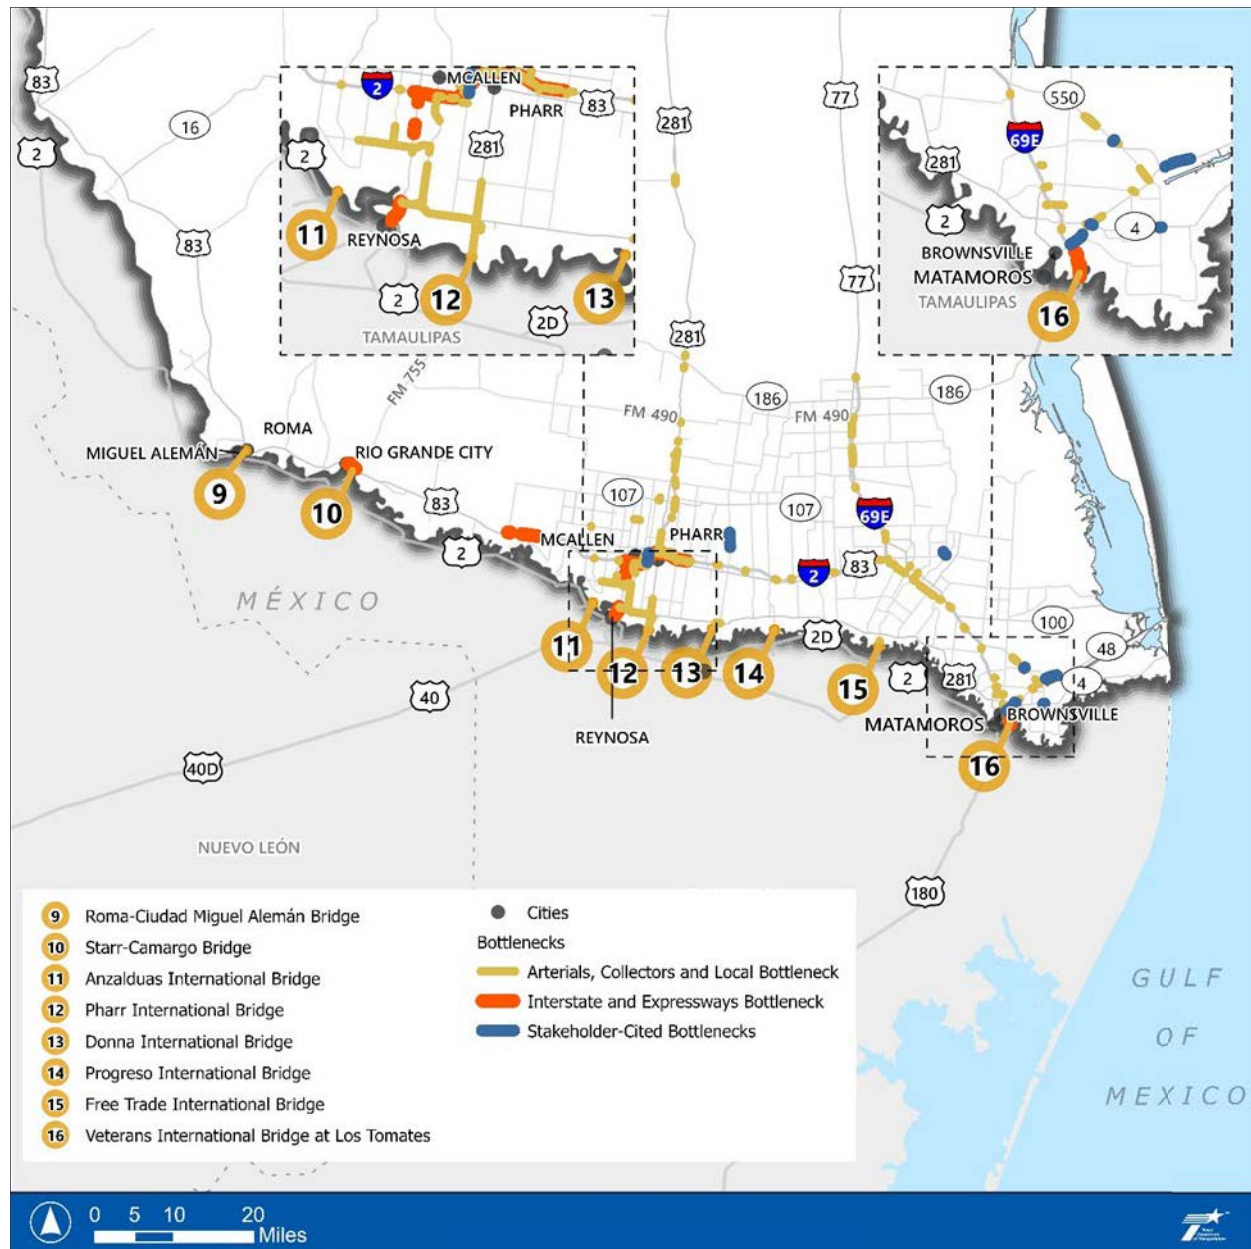 83
16
2
83
2
MCALLEN
PHARR
83
2
281
11
REYNOSA
12
13
2
2D
TAMAULIPAS
281
281
77
77
550
69E
281
2
4
BROWNSVILLE
MATAMOROS
TAMAULIPAS
16
FM 755
FM 490
186
FM 490
186
ROMA
MIGUEL ALEMÁN
RIO GRANDE CITY
9
10
83
107
107
69E
MCALLEN
PHARR
2
83
2
MÉXICO
11
12
13
14
2D
15
2
281
100
48
4
40
REYNOSA
MATAMOROS
BROWNSVILLE
16
40D
NUEVO LEÓN
180
GULF
OF
MEXICO
9 Roma-Ciudad Miguel Alemán Bridge
10 Starr-Camargo Bridge
11 Anzalduas International Bridge
12 Pharr International Bridge
13 Donna International Bridge
14 Progreso International Bridge
15 Free Trade International Bridge
16 Veterans International Bridge at Los Tomates
Cities
Bottlenecks
Arterials, Collectors and Local Bottleneck
Interstate and Expressways Bottleneck
Stakeholder-Cited Bottlenecks
0 5 10 20
Miles